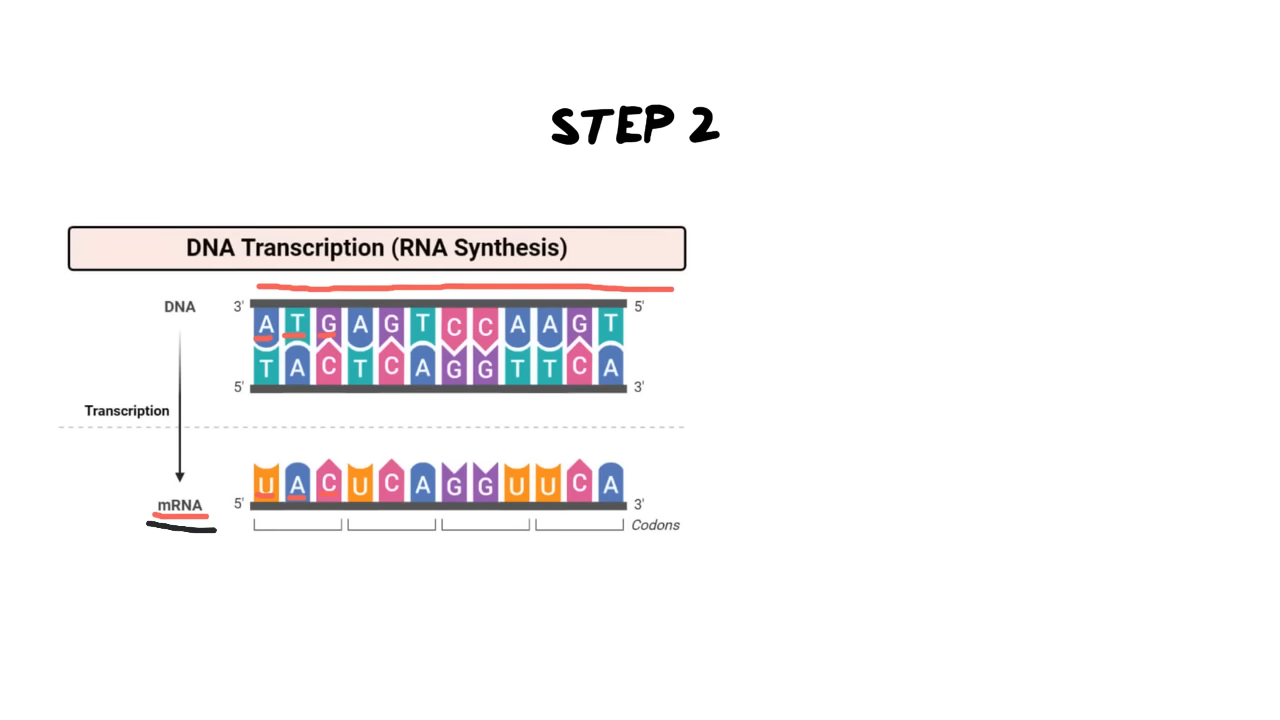 STEP 2
DNA Transcription (RNA Synthesis)
DNA 3' A T G A G T C C A A G T 5'
5' T A C T C A G G T T C A 3'
Transcription
mRNA 5' U A C U C A G G U U C A 3'
Codons